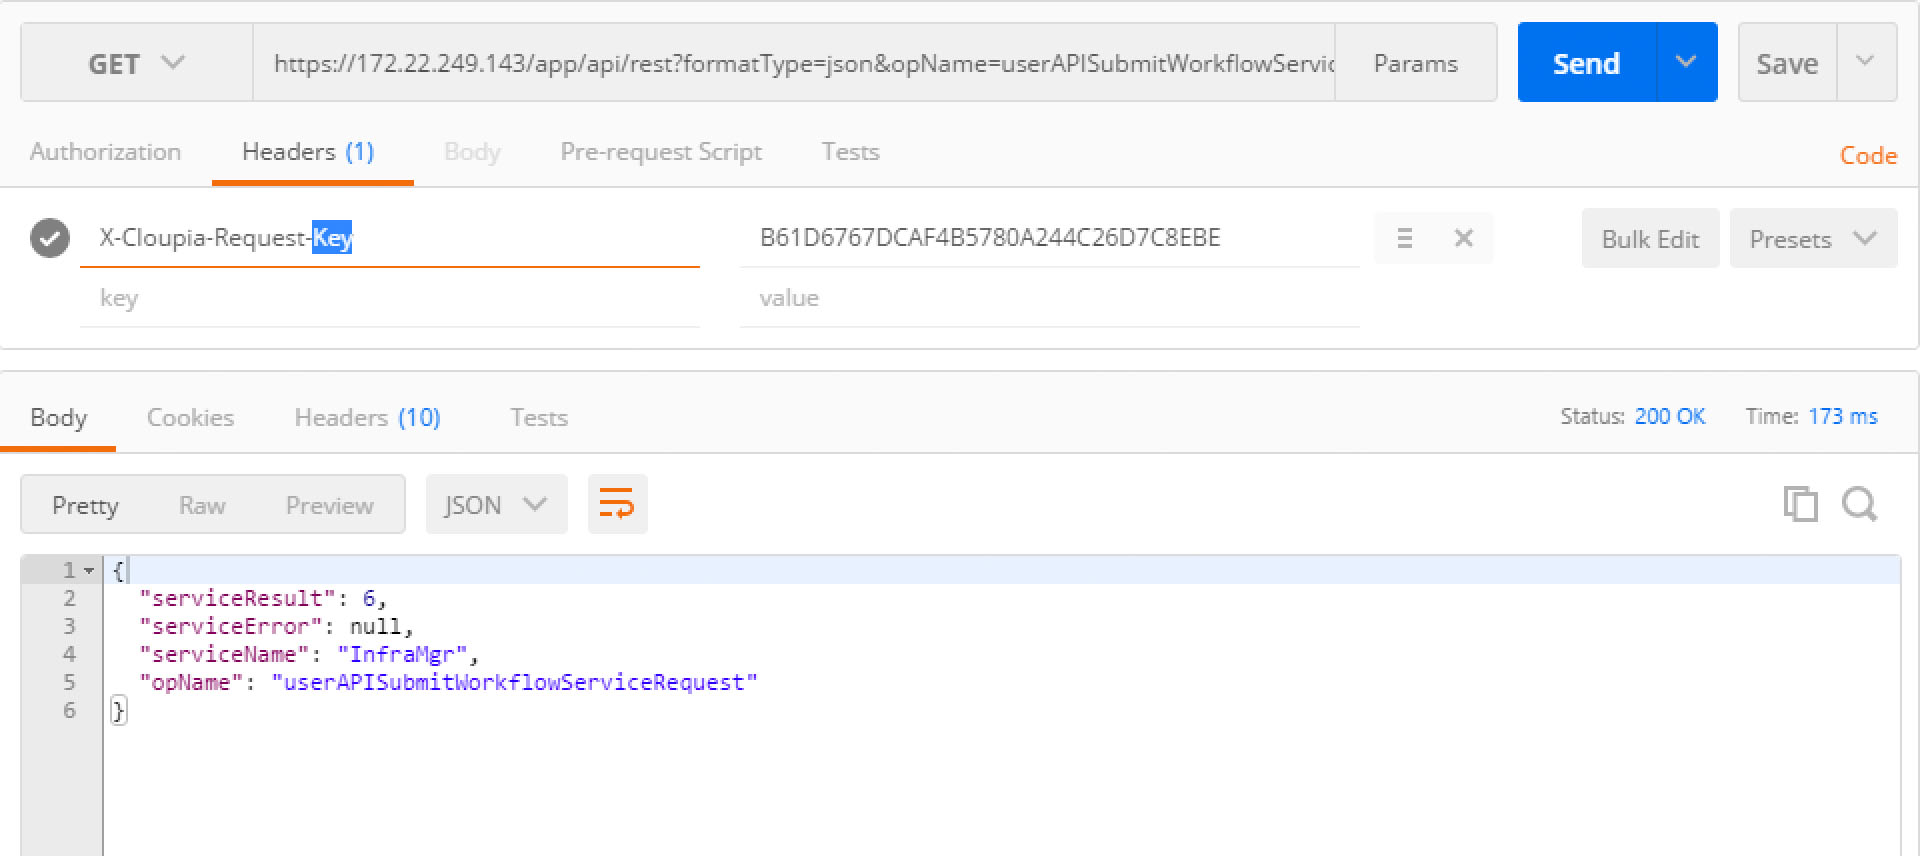 GET https://172.22.249.143/app/api/rest?formatType=json&opName=userAPISubmitWorkflowServic Params Send Save
Authorization Headers (1) Body Pre-request Script Tests Code
X-Cloupia-Request-Key B61D6767DCAF4B5780A244C26D7C8EBE Bulk Edit Presets
key value
Body Cookies Headers (10) Tests Status: 200 OK Time: 173 ms
Pretty Raw Preview JSON
1 {
2 "serviceResult": 6,
3 "serviceError": null,
4 "serviceName": "InfraMgr",
5 "opName": "userAPISubmitWorkflowServiceRequest"
6 }